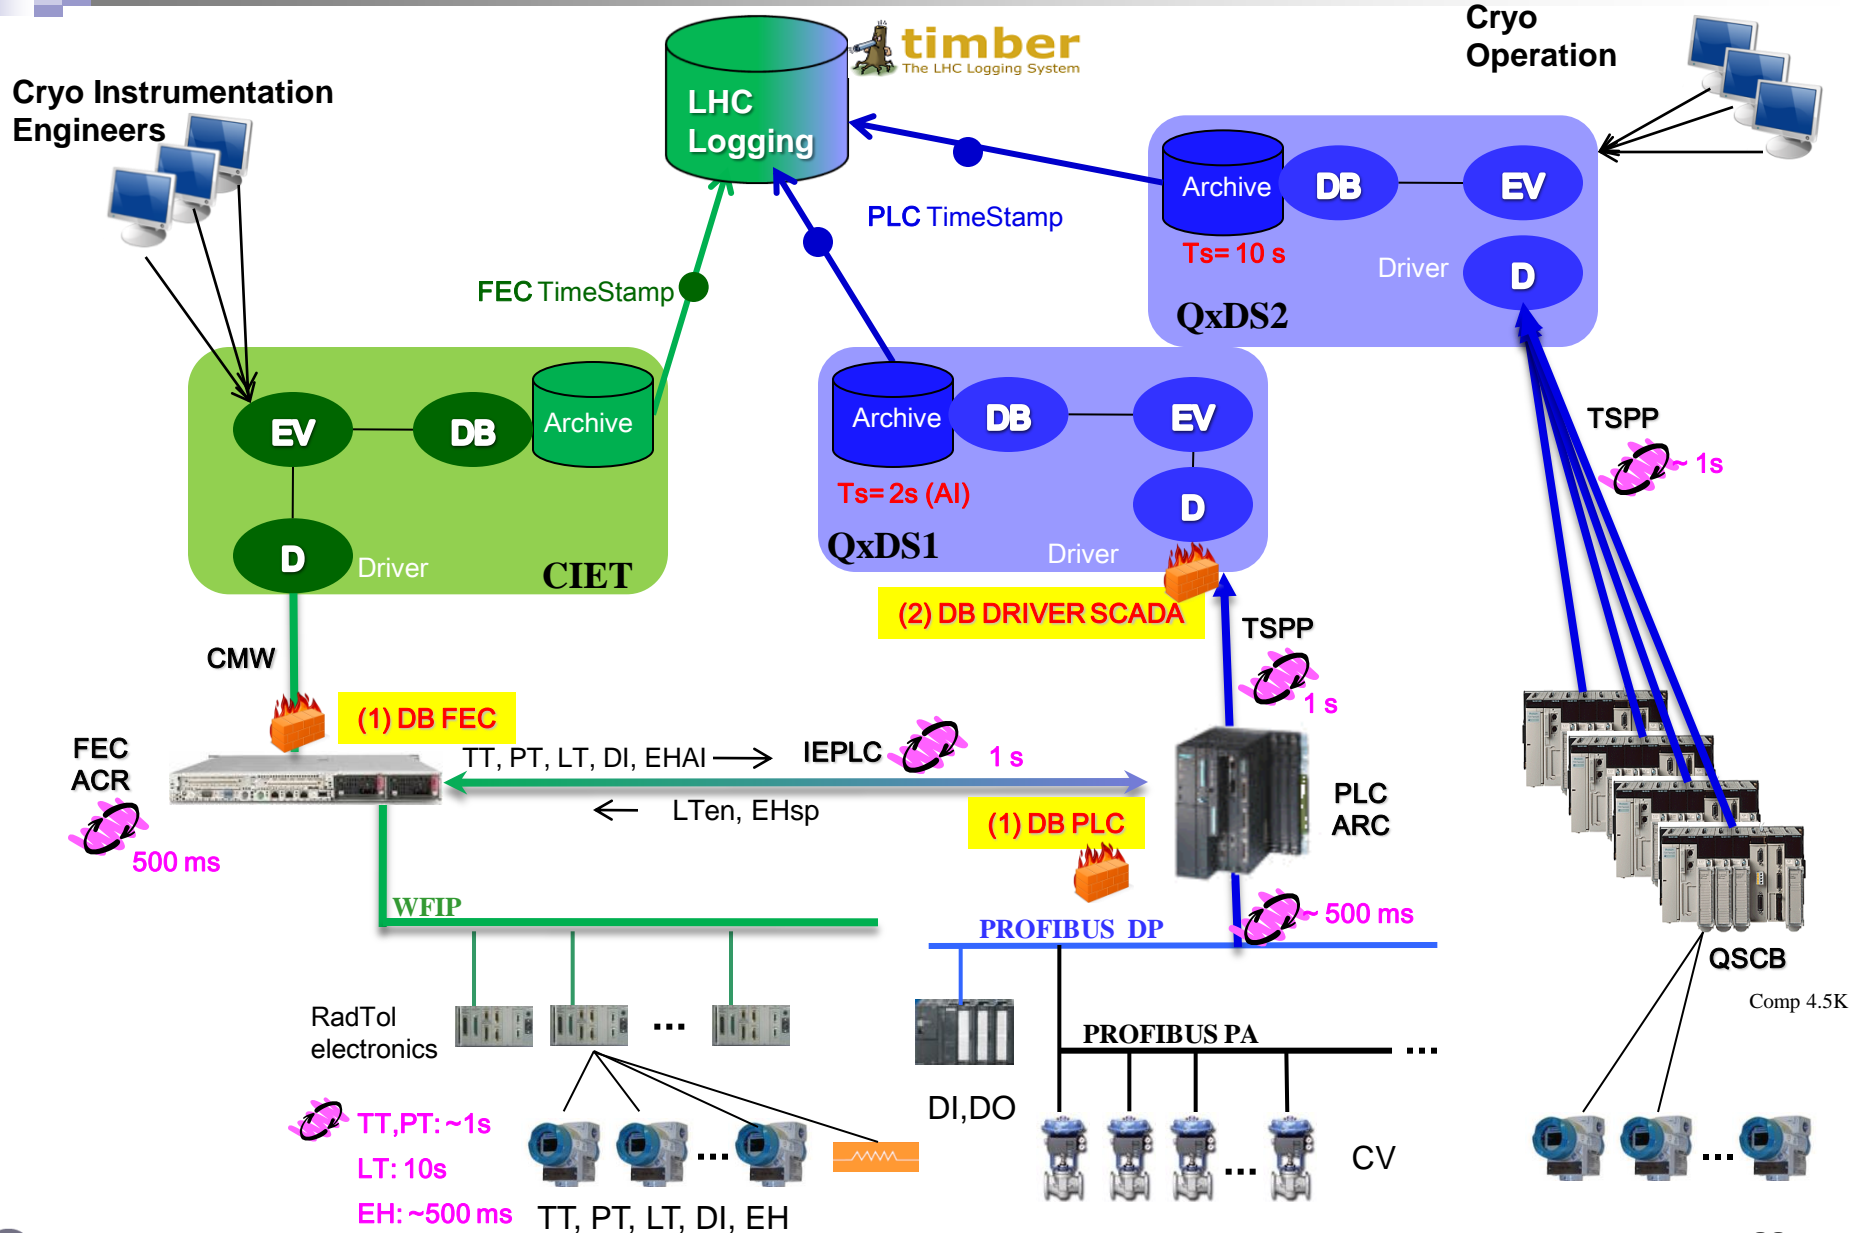 Cryo
Operation
timber
The LHC Logging System
Cryo Instrumentation
Engineers
LHC
Logging
Archive
DB
EV
PLC TimeStamp
Ts= 10 s
Driver
D
QxDS2
FEC TimeStamp
EV
DB
Archive
D
Driver
CIET
Archive
DB
EV
Ts= 2s (AI)
D
QxDS1
Driver
TSPP
~ 1s
(2) DB DRIVER SCADA
TSPP
1 s
CMW
(1) DB FEC
FEC
ACR
500 ms
TT, PT, LT, DI, EHAI
IEPLC
1 s
LTen, EHsp
(1) DB PLC
PLC
ARC
~ 500 ms
WFIP
PROFIBUS DP
QSCB
Comp 4.5K
RadTol
electronics
...
PROFIBUS PA
...
DI,DO
TT,PT: ~1s
LT: 10s
EH: ~500 ms
...
TT, PT, LT, DI, EH
...
CV
...